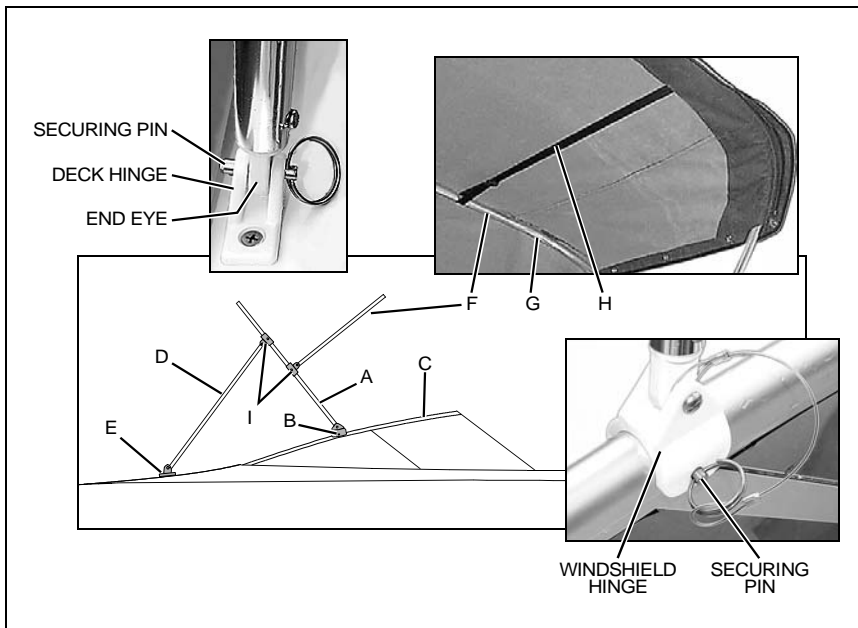 SECURING PIN
DECK HINGE
END EYE
F
G
H
D
A
C
I
B
E
WINDSHIELD
HINGE
SECURING
PIN